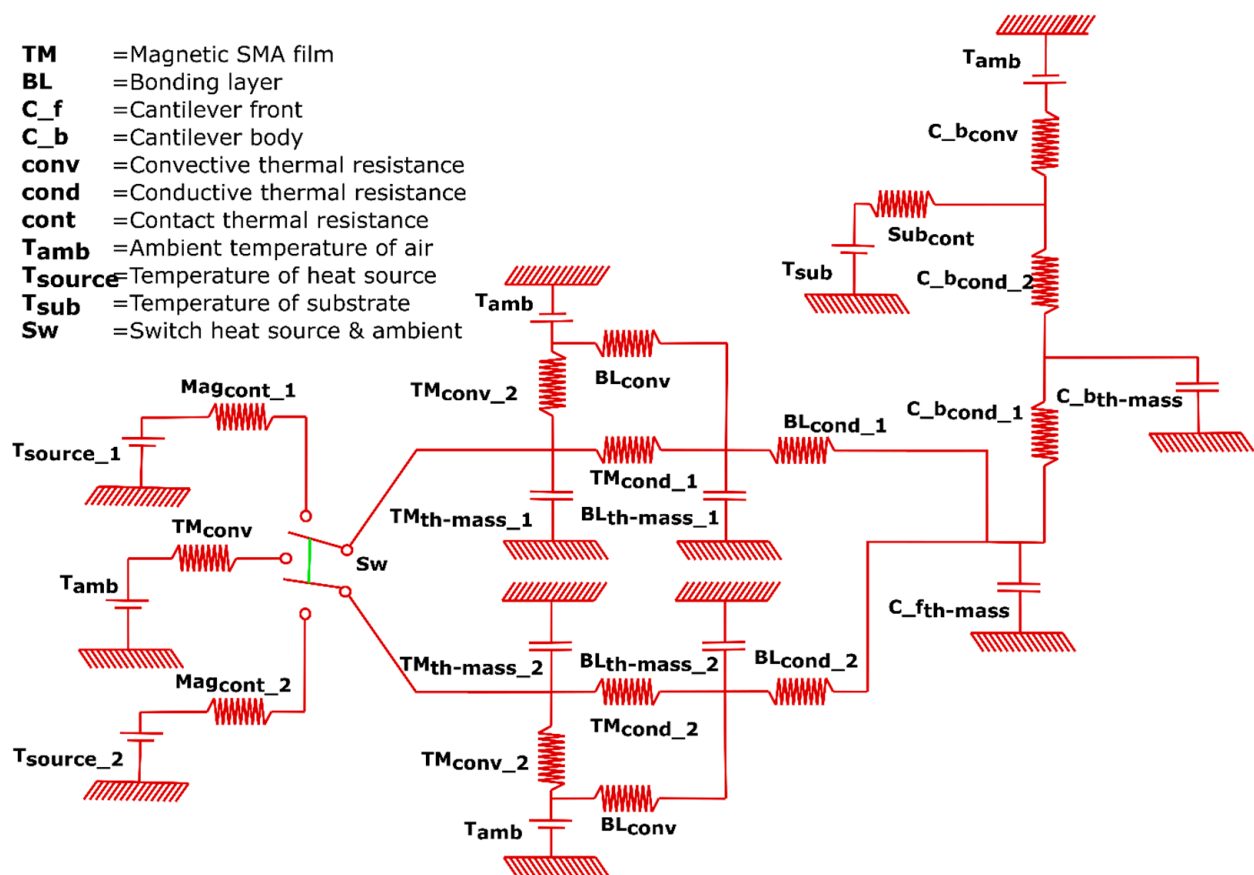 TM =Magnetic SMA film
BL =Bonding layer
C_f =Cantilever front
C_b =Cantilever body
conv =Convective thermal resistance
cond =Conductive thermal resistance
cont =Contact thermal resistance
Tamb =Ambient temperature of air
Tsource=Temperature of heat source
Tsub =Temperature of substrate
Sw =Switch heat source & ambient
Tamb
C_bconv
Subcont
Tsub
C_bcond_2
Tamb
BLconv
TMconv_2
C_bth-mass
C_bcond_1
Magcont_1
BLcond_1
Tsource_1
TMcond_1
TMth-mass_1
BLth-mass_1
TMconv
Sw
Tamb
C_fth-mass
TMth-mass_2
BLth-mass_2
BLcond_2
Magcont_2
TMcond_2
Tsource_2
TMconv_2
Tamb
BLconv